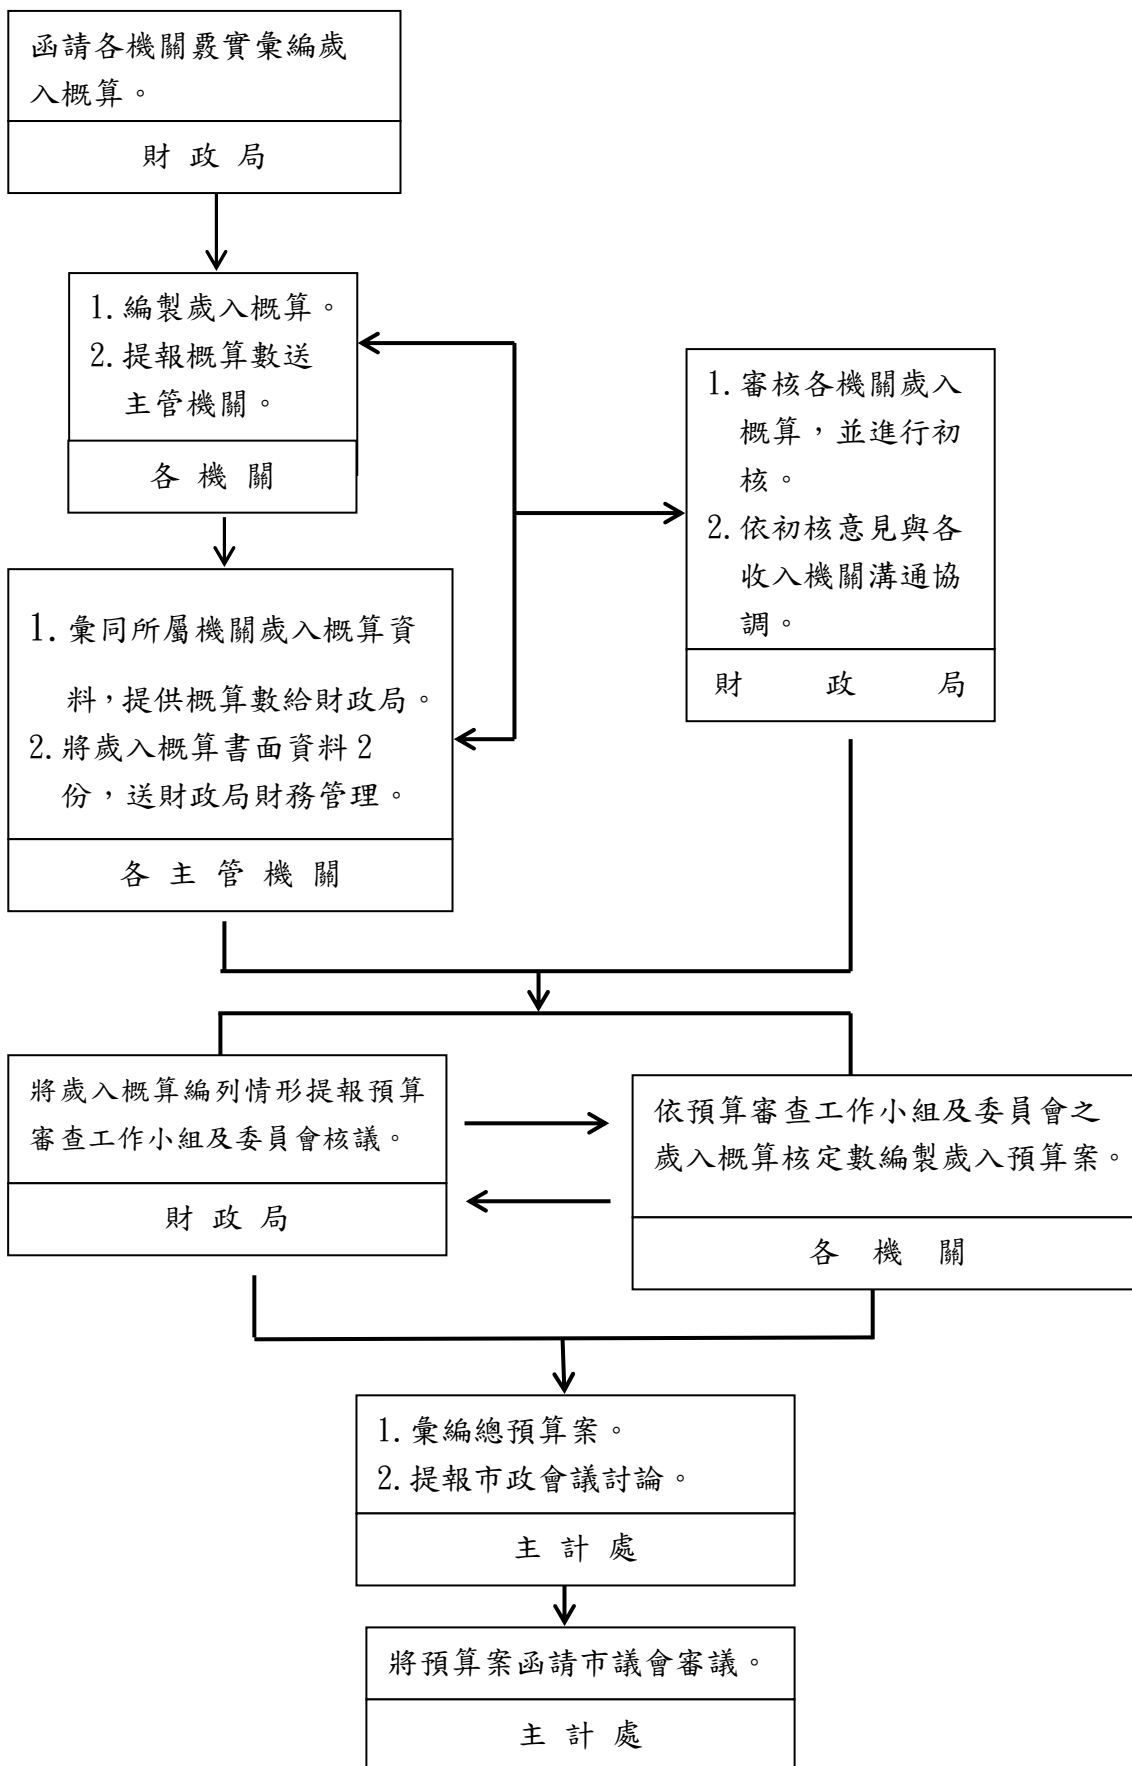 函請各機關覈實彙編歲
入概算。
財政局
1.編製歲入概算。
2.提報概算數送
主管機關。
各機關
1.審核各機關歲入
概算，並進行初
核。
2.依初核意見與各
收入機關溝通協
調。
財政局
1.彙同所屬機關歲入概算資
料，提供概算數給財政局。
2.將歲入概算書面資料2
份，送財政局財務管理。
各主管機關
將歲入概算編列情形提報預算
審查工作小組及委員會核議。
財政局
依預算審查工作小組及委員會之
歲入概算核定數編製歲入預算案。
各機關
1.彙編總預算案。
2.提報市政會議討論。
主計處
將預算案函請市議會審議。
主計處